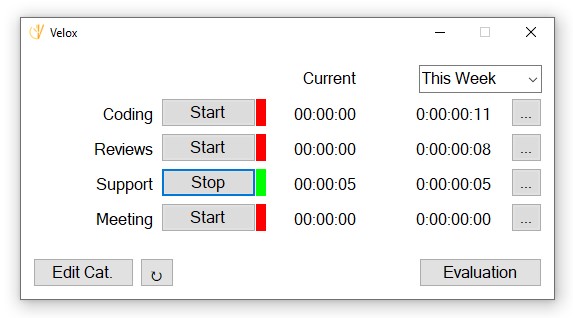 Velox
Current This Week
Coding Start 00:00:00 0:00:00:11 ...
Reviews Start 00:00:00 0:00:00:08 ...
Support Stop 00:00:05 0:00:00:05 ...
Meeting Start 00:00:00 0:00:00:00 ...
Edit Cat. ↻ Evaluation